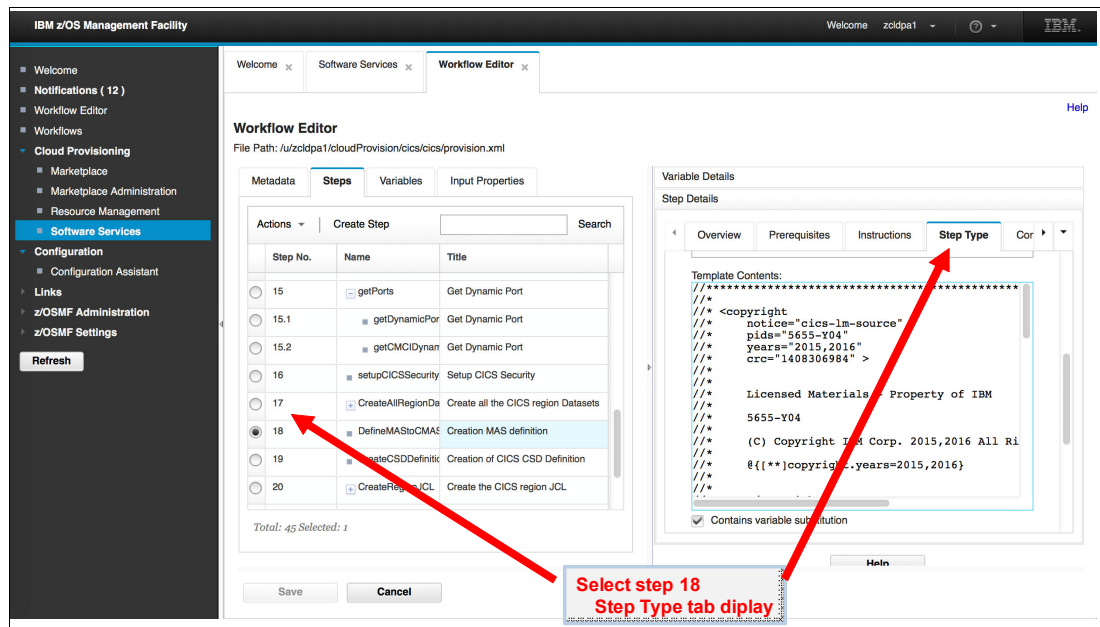 IBM z/OS Management Facility
Welcome zcldpa1
IBM.
Welcome
Notifications ( 12 )
Workflow Editor
Workflows
Cloud Provisioning
Marketplace
Marketplace Administration
Resource Management
Software Services
Configuration
Configuration Assistant
Links
z/OSMF Administration
z/OSMF Settings
Refresh
Welcome Software Services Workflow Editor
Help
Workflow Editor
File Path: /u/zcldpa1/cloudProvision/cics/cics/provision.xml
Metadata Steps Variables Input Properties
Actions Create Step Search
Step No. Name Title
15 getPorts Get Dynamic Port
15.1 getDynamicPor Get Dynamic Port
15.2 getCMCIDynam Get Dynamic Port
16 setupCICSSecurity Setup CICS Security
17 CreateAllRegionDa Create all the CICS region Datasets
18 DefineMAStoCMAS Creation MAS definition
19 CreateCSDDefinitic Creation of CICS CSD Definition
20 CreateRegionJCL Create the CICS region JCL
Total: 45 Selected: 1
Save Cancel
Variable Details
Step Details
Overview Prerequisites Instructions Step Type Cor
Template Contents:
//*************************************************
//*
//* <copyright
//* notice="cics-lm-source"
//* pids="5655-Y04"
//* years="2015,2016"
//* crc="1408306984" >
//*
//*
//* Licensed Materials - Property of IBM
//*
//* 5655-Y04
//*
//* (C) Copyright IBM Corp. 2015,2016 All Ri
//*
//* @{[**]copyright.years=2015,2016}
//*
//*
Contains variable substitution
Help
Select step 18
Step Type tab diplay